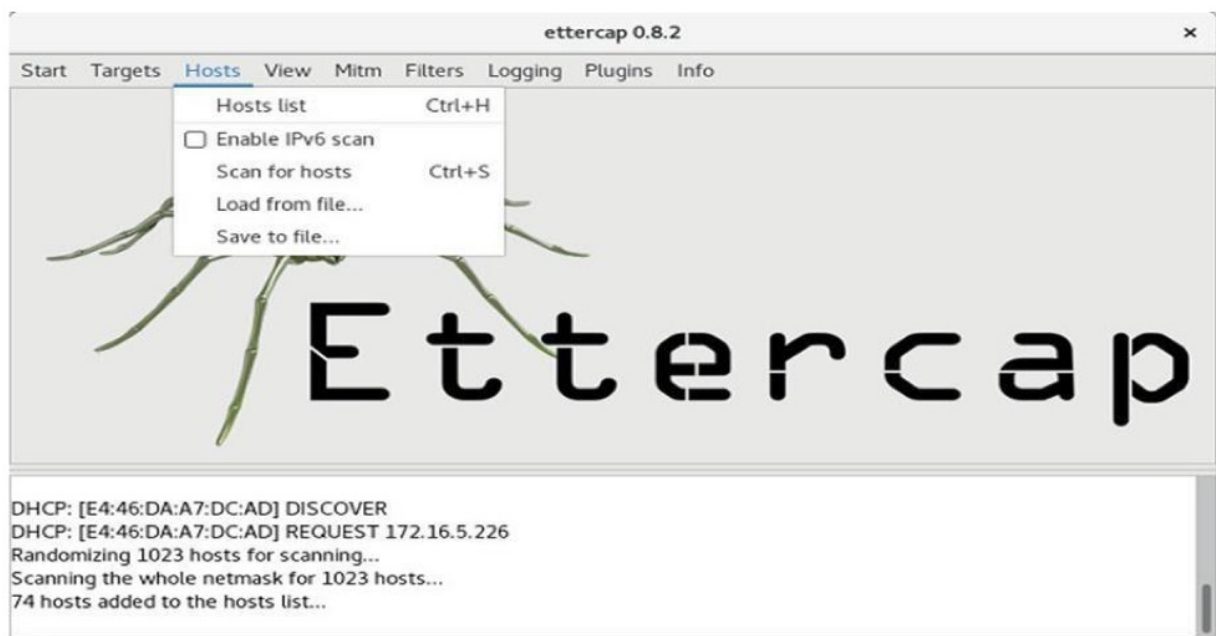 ettercap 0.8.2 ×
Start Targets Hosts View Mitm Filters Logging Plugins Info
Hosts list Ctrl+H
Enable IPv6 scan
Scan for hosts Ctrl+S
Load from file...
Save to file...
Ettercap
DHCP: [E4:46:DA:A7:DC:AD] DISCOVER
DHCP: [E4:46:DA:A7:DC:AD] REQUEST 172.16.5.226
Randomizing 1023 hosts for scanning...
Scanning the whole netmask for 1023 hosts...
74 hosts added to the hosts list...